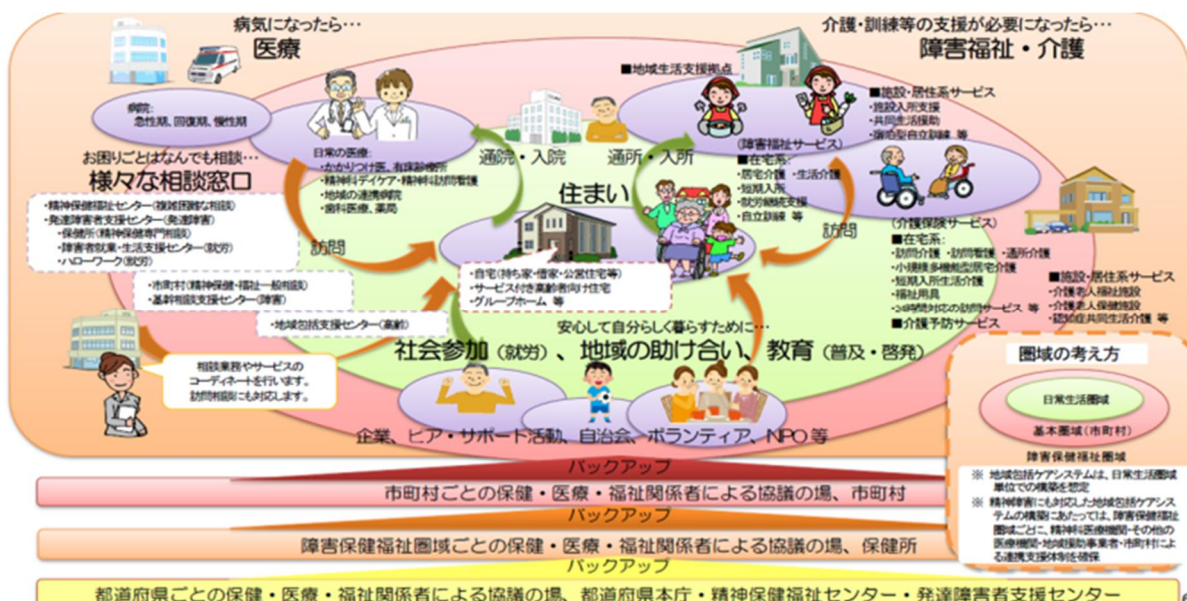 病気になったら…
医療
介護・訓練等の支援が必要になったら…
障害福祉・介護
病院:
急性期、回復期、慢性期
日常の医療:
・かかりつけ医、有床診療所
・精神科デイケア・精神科訪問看護
・地域の連携病院
・歯科医療、薬局
通院・入院
通所・入所
■地域生活支援拠点
■施設・居住系サービス
・施設入所支援
・共同生活援助
・宿泊型自立訓練 等
(障害福祉サービス)
■在宅系:
・居宅介護 ・生活介護
・短期入所
・就労継続支援
・自立訓練 等
お困りごとはなんでも相談…
様々な相談窓口
・精神保健福祉センター(複雑困難な相談)
・発達障害者支援センター(発達障害)
・保健所(精神保健専門相談)
・障害者就業・生活支援センター(就労)
・ハローワーク(就労)
・市町村(精神保健・福祉一般相談)
・基幹相談支援センター(障害)
・地域包括支援センター(高齢)
相談業務やサービスの
コーディネートを行います。
訪問相談にも対応します。
訪問
住まい
・自宅(持ち家・借家・公営住宅等)
・サービス付き高齢者向け住宅
・グループホーム 等
訪問
(介護保険サービス)
■在宅系:
・訪問介護 ・訪問看護 ・通所介護
・小規模多機能型居宅介護
・短期入所生活介護
・福祉用具
・24時間対応の訪問サービス 等
■介護予防サービス
■施設・居住系サービス
・介護老人福祉施設
・介護老人保健施設
・認知症共同生活介護 等
安心して自分らしく暮らすために…
社会参加(就労)、地域の助け合い、教育(普及・啓発)
企業、ピア・サポート活動、自治会、ボランティア、NPO 等
圏域の考え方
日常生活圏域
基本圏域(市町村)
障害保健福祉圏域
※ 地域包括ケアシステムは、日常生活圏域
単位での構築を想定
※ 精神障害にも対応した地域包括ケアシス
テムの構築にあたっては、障害保健福祉
圏域ごとに、精神科医療機関・その他の
医療機関・地域援助事業者・市町村によ
る連携支援体制を確保
バックアップ
市町村ごとの保健・医療・福祉関係者による協議の場、市町村
バックアップ
障害保健福祉圏域ごとの保健・医療・福祉関係者による協議の場、保健所
バックアップ
都道府県ごとの保健・医療・福祉関係者による協議の場、都道府県本庁・精神保健福祉センター・発達障害者支援センター